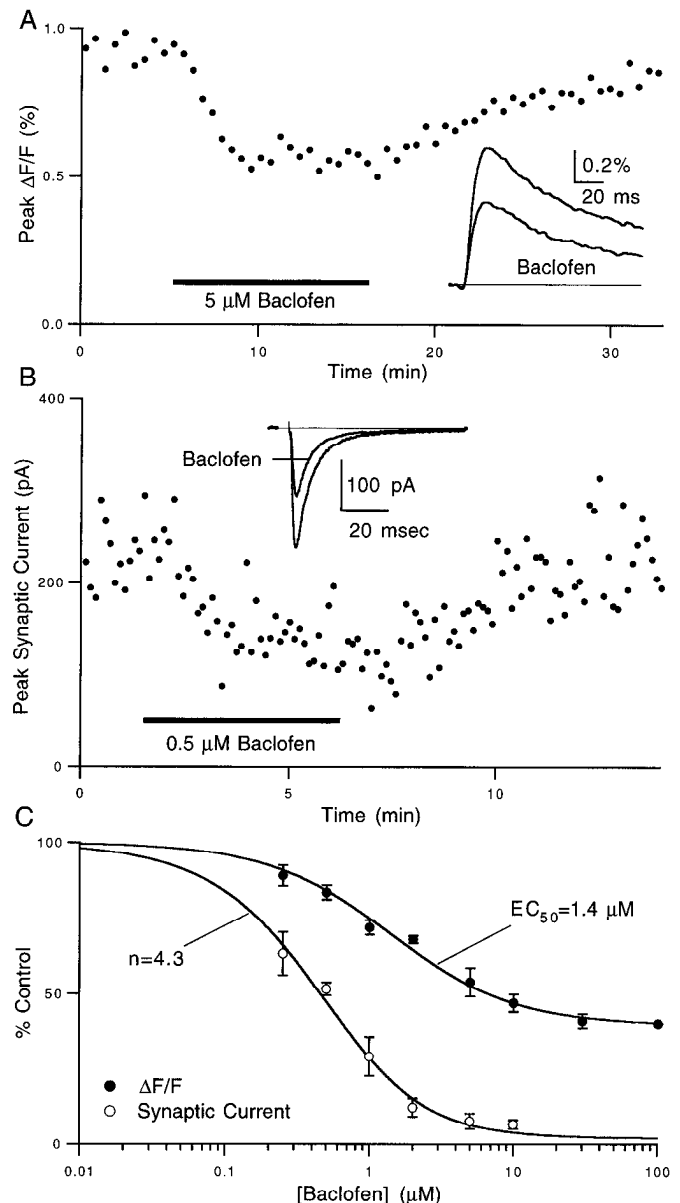 A
1.0
0.5
0.0
Peak ΔF/F (%)
0.2%
20 ms
Baclofen
5 µM Baclofen
0
10
20
30
Time (min)
B
400
200
0
Peak Synaptic Current (pA)
Baclofen
100 pA
20 msec
0.5 µM Baclofen
0
5
10
Time (min)
C
100
50
0
% Control
EC50=1.4 µM
n=4.3
ΔF/F
Synaptic Current
0.01
0.1
1
10
100
[Baclofen] (µM)